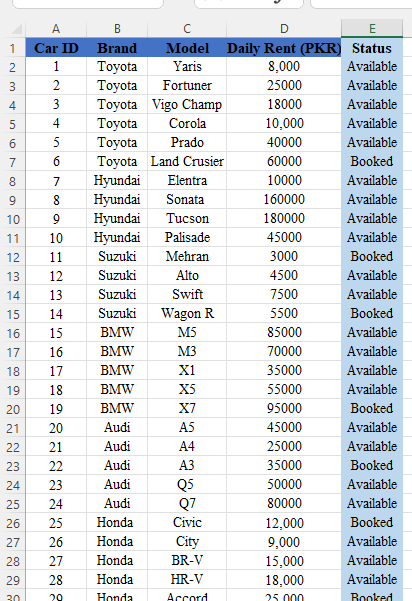 A B C D E
1 Car ID Brand Model Daily Rent (PKR) Status
2 1 Toyota Yaris 8,000 Available
3 2 Toyota Fortuner 25000 Available
4 3 Toyota Vigo Champ 18000 Available
5 4 Toyota Corola 10,000 Available
6 5 Toyota Prado 40000 Available
7 6 Toyota Land Crusier 60000 Booked
8 7 Hyundai Elentra 10000 Available
9 8 Hyundai Sonata 160000 Available
10 9 Hyundai Tucson 180000 Available
11 10 Hyundai Palisade 45000 Available
12 11 Suzuki Mehran 3000 Booked
13 12 Suzuki Alto 4500 Available
14 13 Suzuki Swift 7500 Available
15 14 Suzuki Wagon R 5500 Booked
16 15 BMW M5 85000 Available
17 16 BMW M3 70000 Available
18 17 BMW X1 35000 Available
19 18 BMW X5 55000 Available
20 19 BMW X7 95000 Booked
21 20 Audi A5 45000 Available
22 21 Audi A4 25000 Available
23 22 Audi A3 35000 Booked
24 23 Audi Q5 50000 Available
25 24 Audi Q7 80000 Available
26 25 Honda Civic 12,000 Booked
27 26 Honda City 9,000 Available
28 27 Honda BR-V 15,000 Available
29 28 Honda HR-V 18,000 Available
30 29 Honda Accord 25,000 Booked